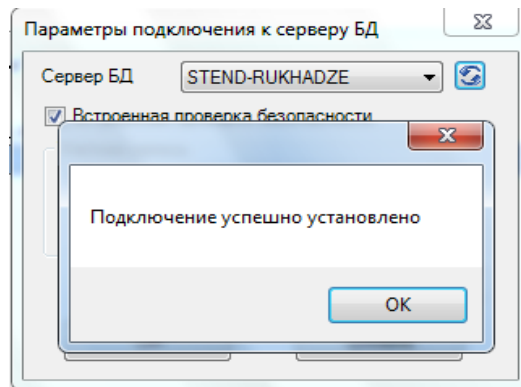 Параметры подключения к серверу БД
Сервер БД STEND-RUKHADZE
Встроенная проверка безопасности
Подключение успешно установлено
OK